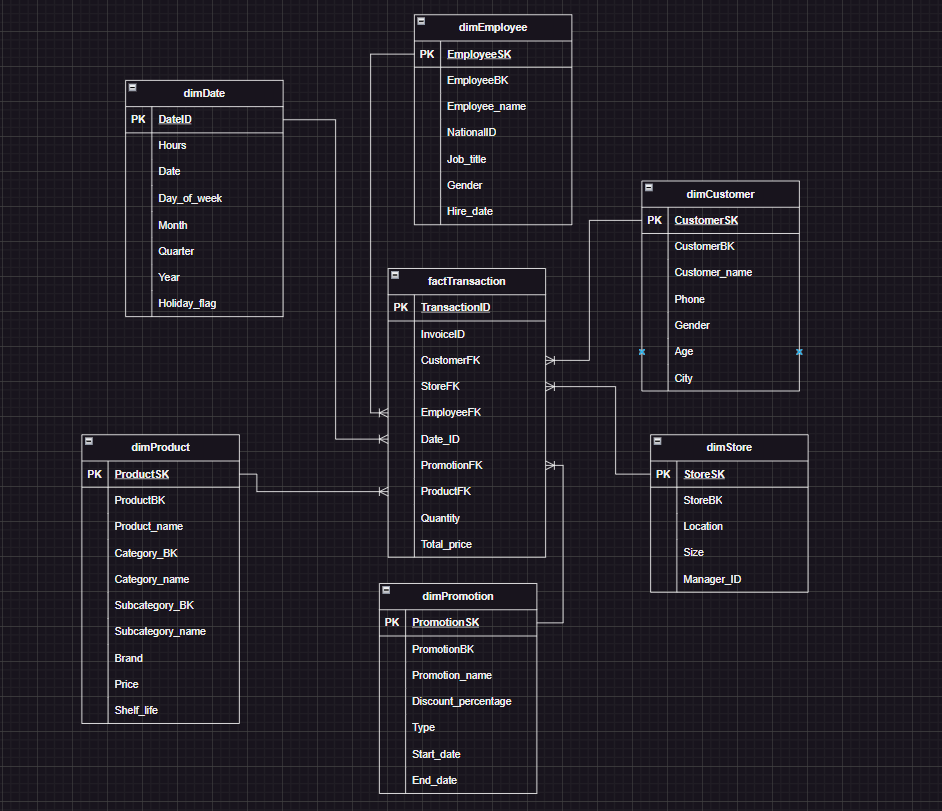 dimEmployee
PK EmployeeSK
EmployeeBK
Employee_name
NationalID
Job_title
Gender
Hire_date
dimDate
PK DateID
Hours
Date
Day_of_week
Month
Quarter
Year
Holiday_flag
dimCustomer
PK CustomerSK
CustomerBK
Customer_name
Phone
Gender
Age
City
factTransaction
PK TransactionID
InvoiceID
CustomerFK
StoreFK
EmployeeFK
Date_ID
PromotionFK
ProductFK
Quantity
Total_price
dimProduct
PK ProductSK
ProductBK
Product_name
Category_BK
Category_name
Subcategory_BK
Subcategory_name
Brand
Price
Shelf_life
dimStore
PK StoreSK
StoreBK
Location
Size
Manager_ID
dimPromotion
PK PromotionSK
PromotionBK
Promotion_name
Discount_percentage
Type
Start_date
End_date